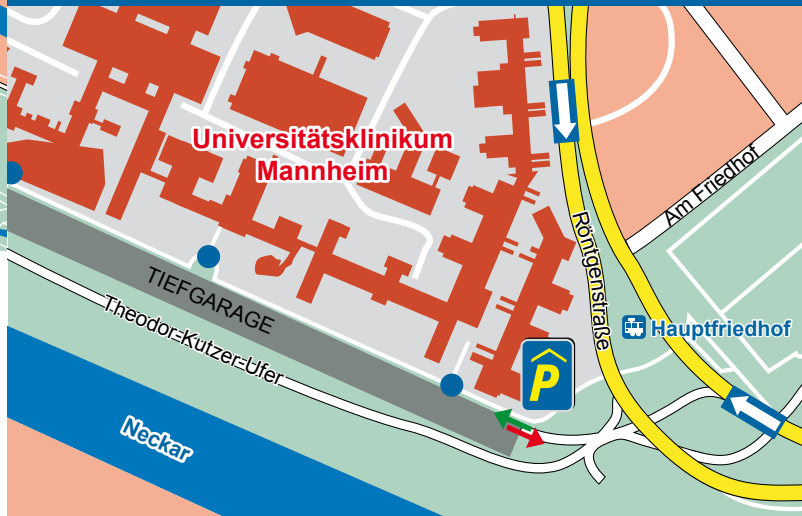 Universitätsklinikum
Mannheim
Am Friedhof
Röntgenstraße
TIEFGARAGE
Theodor-Kutzer-Ufer
Hauptfriedhof
P
Neckar